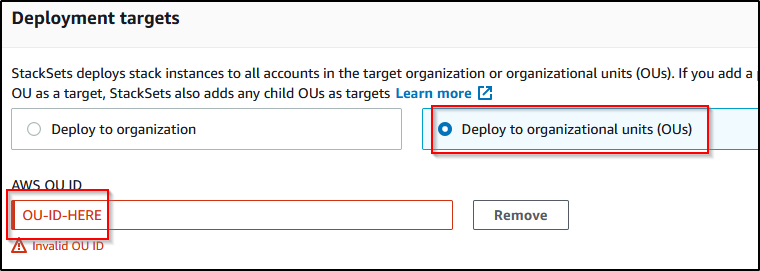 Deployment targets
StackSets deploys stack instances to all accounts in the target organization or organizational units (OUs). If you add a
OU as a target, StackSets also adds any child OUs as targets Learn more
Deploy to organization
Deploy to organizational units (OUs)
AWS OU ID
OU-ID-HERE
Remove
Invalid OU ID